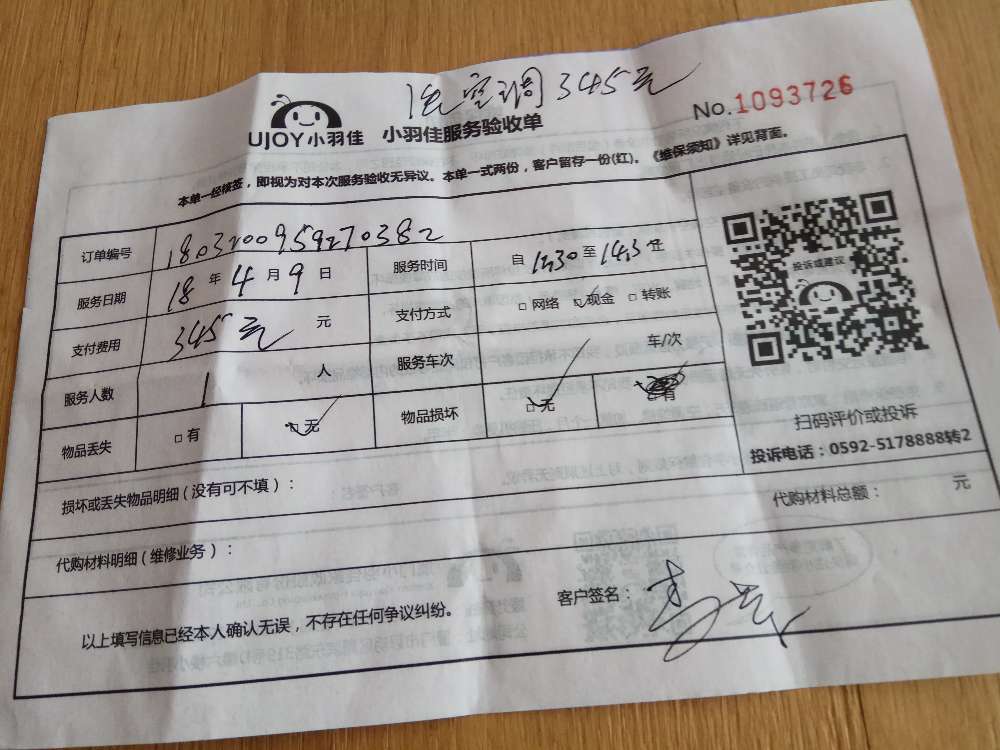 洗空调345元
UJOY小羽佳 小羽佳服务验收单 No.1093726
本单一经核签，即视为对本次服务验收无异议。本单一式两份，客户留存一份(红)。《维保须知》详见背面。
订单编号 1803200959270382 服务时间 自 至
服务日期 18 年 4 月 9 日 支付方式 □ 网络 □ 现金 □ 转账
支付费用 345元 元 服务车次 车/次
服务人数 1 人 物品损坏 □ 无 □ 有
物品丢失 □ 有 □ 无
投诉或建议
扫码评价或投诉
投诉电话：0592-5178888转2
损坏或丢失物品明细（没有可不填）：
代购材料总额： 元
代购材料明细（维修业务）：
以上填写信息已经本人确认无误，不存在任何争议纠纷。 客户签名：